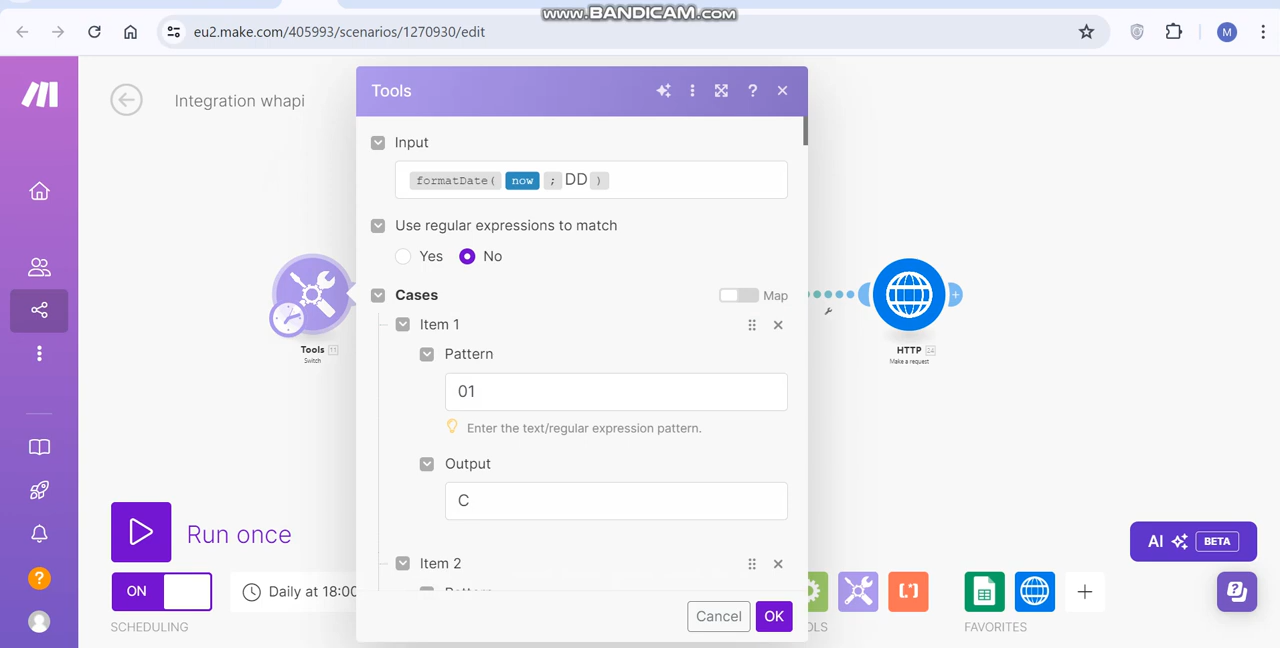 www.BANDICAM.com
eu2.make.com/405993/scenarios/1270930/edit
M
Integration whapi
Tools
Input
formatDate( now ; DD )
Use regular expressions to match
Yes No
Cases
Map
Item 1
Pattern
01
Enter the text/regular expression pattern.
Output
C
Item 2
Tools 11
Switch
HTTP 24
Make a request
Run once
ON
Daily at 18:00
SCHEDULING
Cancel
OK
AI BETA
OLS
FAVORITES